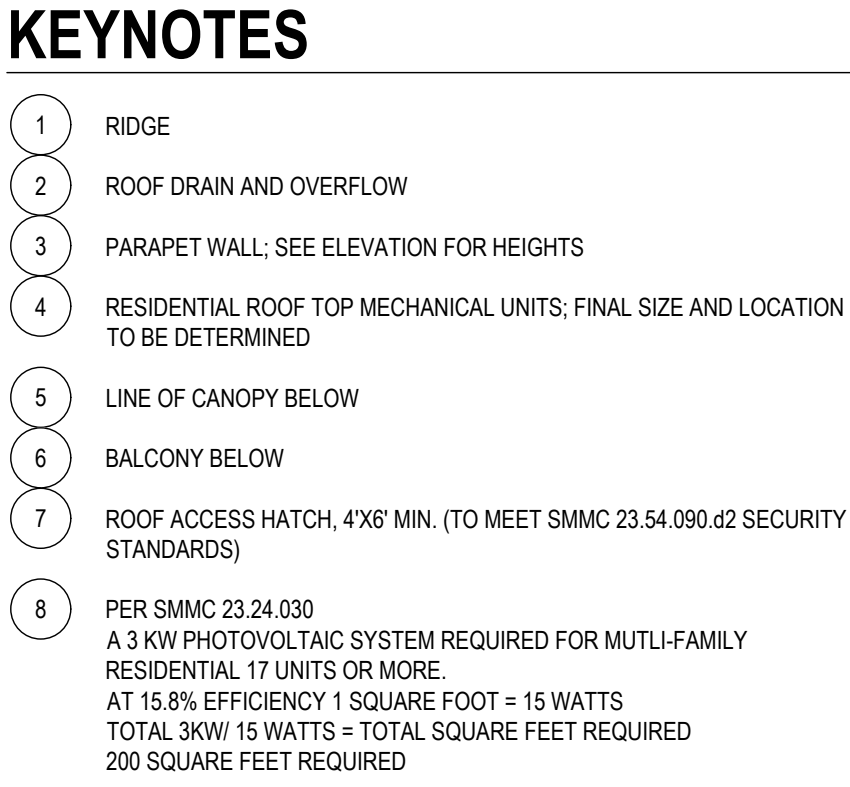 KEYNOTES
1 RIDGE
2 ROOF DRAIN AND OVERFLOW
3 PARAPET WALL; SEE ELEVATION FOR HEIGHTS
4 RESIDENTIAL ROOF TOP MECHANICAL UNITS; FINAL SIZE AND LOCATION
TO BE DETERMINED
5 LINE OF CANOPY BELOW
6 BALCONY BELOW
7 ROOF ACCESS HATCH, 4'X6' MIN. (TO MEET SMMC 23.54.090.d2 SECURITY
STANDARDS)
8 PER SMMC 23.24.030
A 3 KW PHOTOVOLTAIC SYSTEM REQUIRED FOR MUTLI-FAMILY
RESIDENTIAL 17 UNITS OR MORE.
AT 15.8% EFFICIENCY 1 SQUARE FOOT = 15 WATTS
TOTAL 3KW/ 15 WATTS = TOTAL SQUARE FEET REQUIRED
200 SQUARE FEET REQUIRED